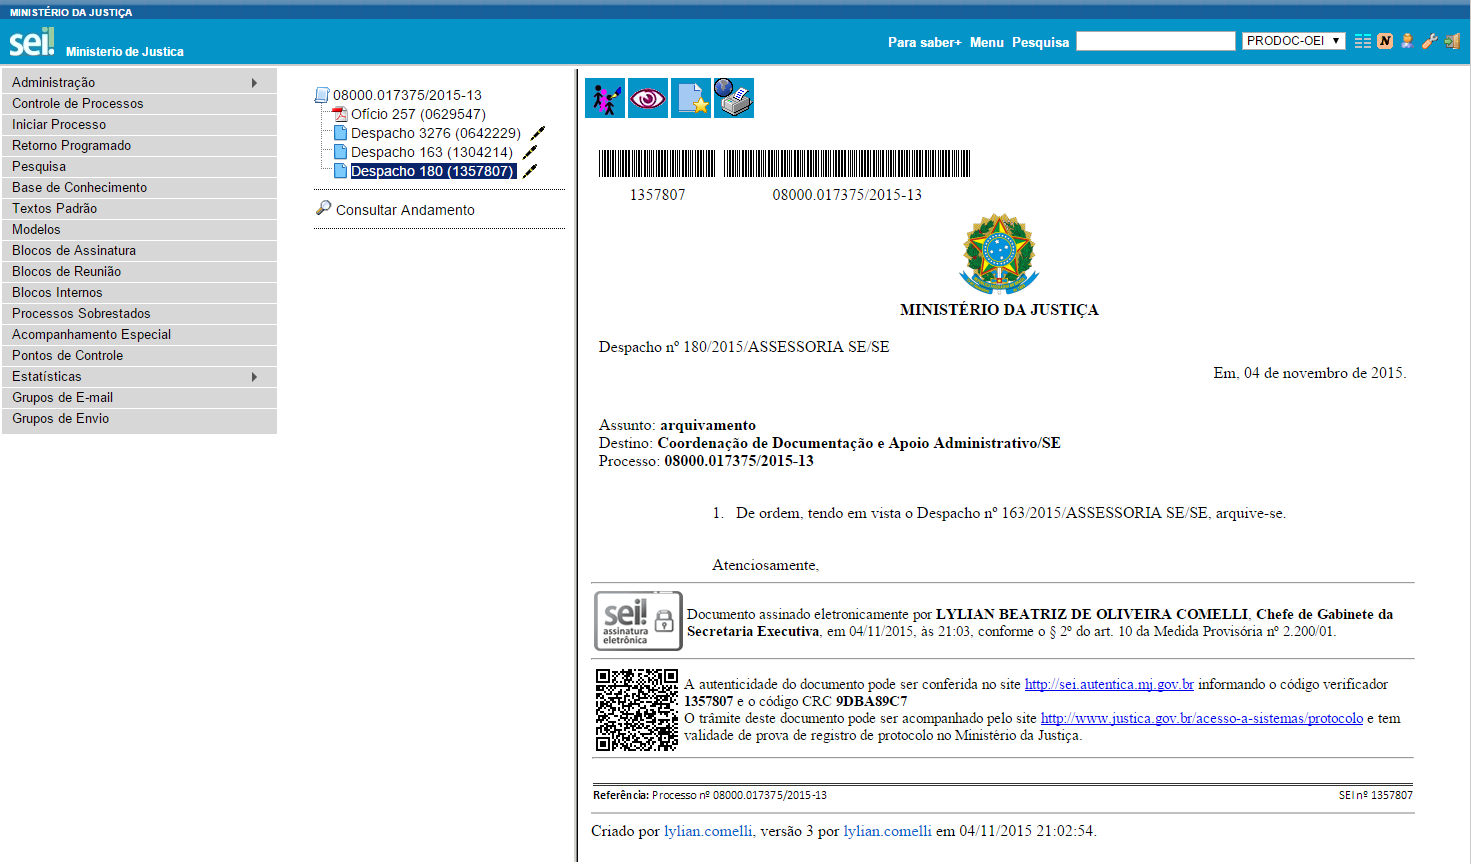 MINISTÉRIO DA JUSTIÇA
sei!
Ministerio de Justica
Para saber+ Menu Pesquisa
PRODOC-OEI
N
Administração
Controle de Processos
Iniciar Processo
Retorno Programado
Pesquisa
Base de Conhecimento
Textos Padrão
Modelos
Blocos de Assinatura
Blocos de Reunião
Blocos Internos
Processos Sobrestados
Acompanhamento Especial
Pontos de Controle
Estatísticas
Grupos de E-mail
Grupos de Envio
08000.017375/2015-13
Ofício 257 (0629547)
Despacho 3276 (0642229)
Despacho 163 (1304214)
Despacho 180 (1357807)
Consultar Andamento
1357807 08000.017375/2015-13
MINISTÉRIO DA JUSTIÇA
Despacho nº 180/2015/ASSESSORIA SE/SE
Em, 04 de novembro de 2015.
Assunto: arquivamento
Destino: Coordenação de Documentação e Apoio Administrativo/SE
Processo: 08000.017375/2015-13
1. De ordem, tendo em vista o Despacho nº 163/2015/ASSESSORIA SE/SE, arquive-se.
Atenciosamente,
sei!
assinatura
eletrônica
Documento assinado eletronicamente por LYLIAN BEATRIZ DE OLIVEIRA COMELLI, Chefe de Gabinete da
Secretaria Executiva, em 04/11/2015, às 21:03, conforme o § 2º do art. 10 da Medida Provisória nº 2.200/01.
A autenticidade do documento pode ser conferida no site http://sei.autentica.mj.gov.br informando o código verificador
1357807 e o código CRC 9DBA89C7
O trâmite deste documento pode ser acompanhado pelo site http://www.justica.gov.br/acesso-a-sistemas/protocolo e tem
validade de prova de registro de protocolo no Ministério da Justiça.
Referência: Processo nº 08000.017375/2015-13 SEI nº 1357807
Criado por lylian.comelli, versão 3 por lylian.comelli em 04/11/2015 21:02:54.